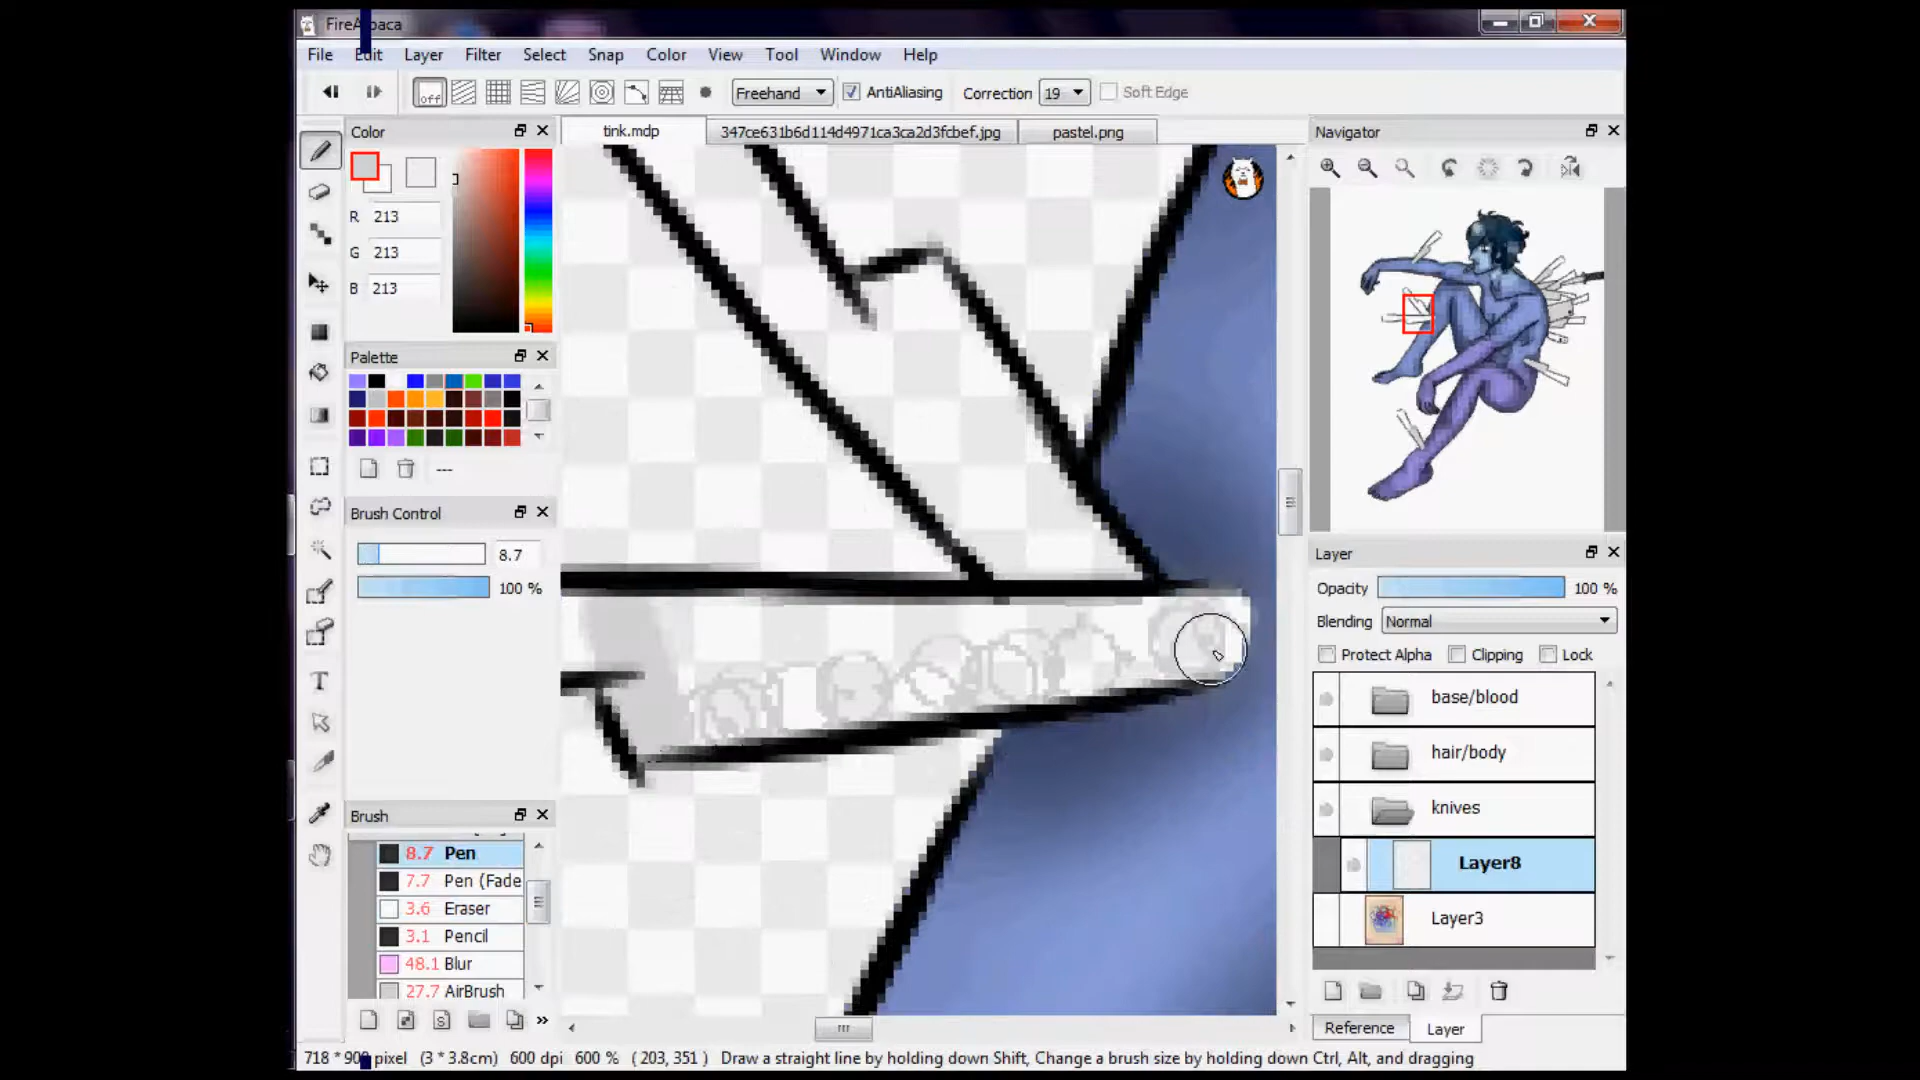 FireAlpaca
File Edit Layer Filter Select Snap Color View Tool Window Help
off Freehand AntiAliasing Correction 19 Soft Edge
Color
R 213
G 213
B 213
Palette
---
Brush Control
8.7
100 %
Brush
8.7 Pen
7.7 Pen (Fade
3.6 Eraser
3.1 Pencil
48.1 Blur
27.7 AirBrush
tink.mdp 347ce631b6d114d4971ca3ca2d3fcbef.jpg pastel.png
Navigator
Layer
Opacity 100 %
Blending Normal
Protect Alpha Clipping Lock
base/blood
hair/body
knives
Layer8
Layer3
Reference Layer
pixel (3 * 3.8cm) 600 dpi 600 % ( 203, 351 ) Draw a straight line by holding down Shift, Change a brush size by holding down Ctrl, Alt, and dragging